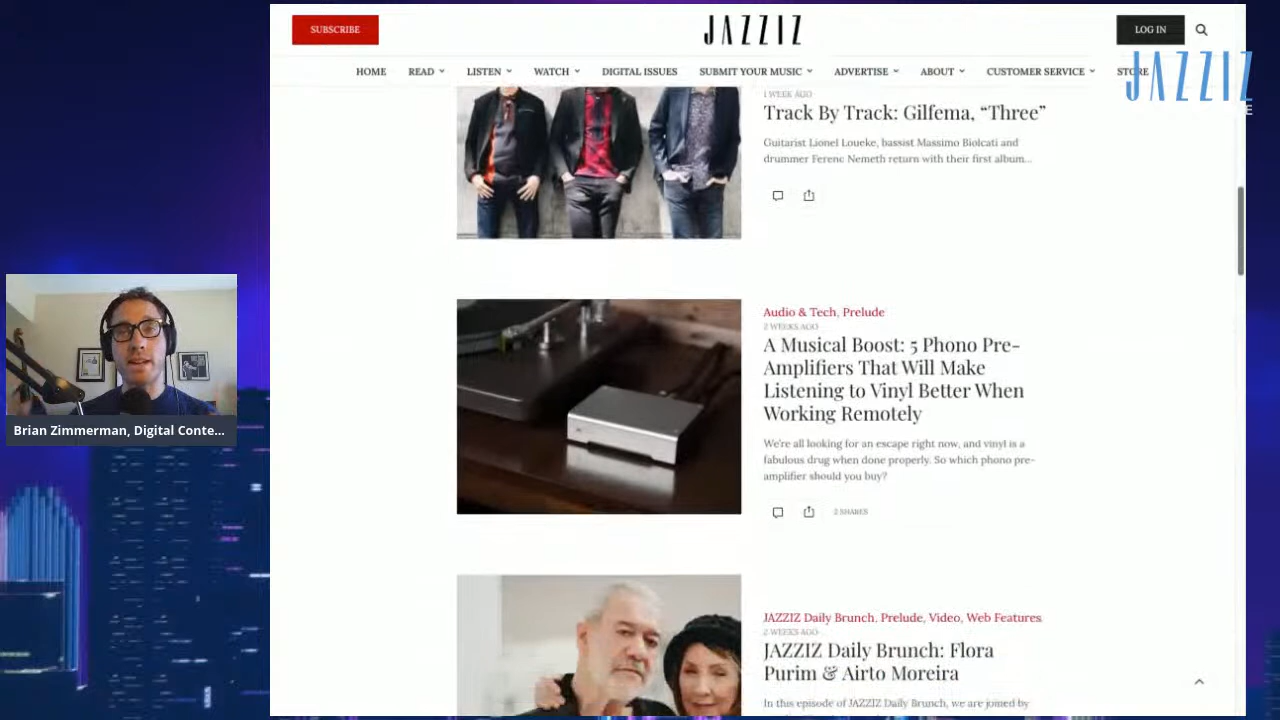 SUBSCRIBE
JAZZIZ
LOG IN
HOME READ LISTEN WATCH DIGITAL ISSUES SUBMIT YOUR MUSIC ADVERTISE ABOUT CUSTOMER SERVICE STORE
JAZZIZ
1 WEEK AGO
Track By Track: Gilfema, “Three”
Guitarist Lionel Loueke, bassist Massimo Biolcati and
drummer Ferenc Nemeth return with their first album...
Audio & Tech, Prelude
2 WEEKS AGO
A Musical Boost: 5 Phono Pre-
Amplifiers That Will Make
Listening to Vinyl Better When
Working Remotely
We're all looking for an escape right now, and vinyl is a
fabulous drug when done properly. So which phono pre-
amplifier should you buy?
2 SHARES
Brian Zimmerman, Digital Conte...
JAZZIZ Daily Brunch, Prelude, Video, Web Features
2 WEEKS AGO
JAZZIZ Daily Brunch: Flora
Purim & Airto Moreira
In this episode of JAZZIZ Daily Brunch, we are joined by